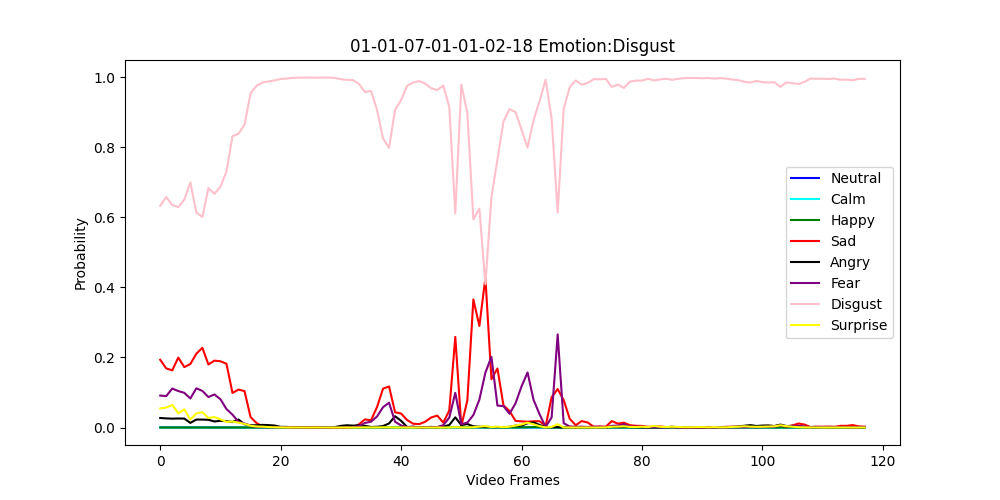 01-01-07-01-01-02-18 Emotion:Disgust
Probability
1.0
0.8
0.6
0.4
0.2
0.0
Neutral
Calm
Happy
Sad
Angry
Fear
Disgust
Surprise
0 20 40 60 80 100 120
Video Frames